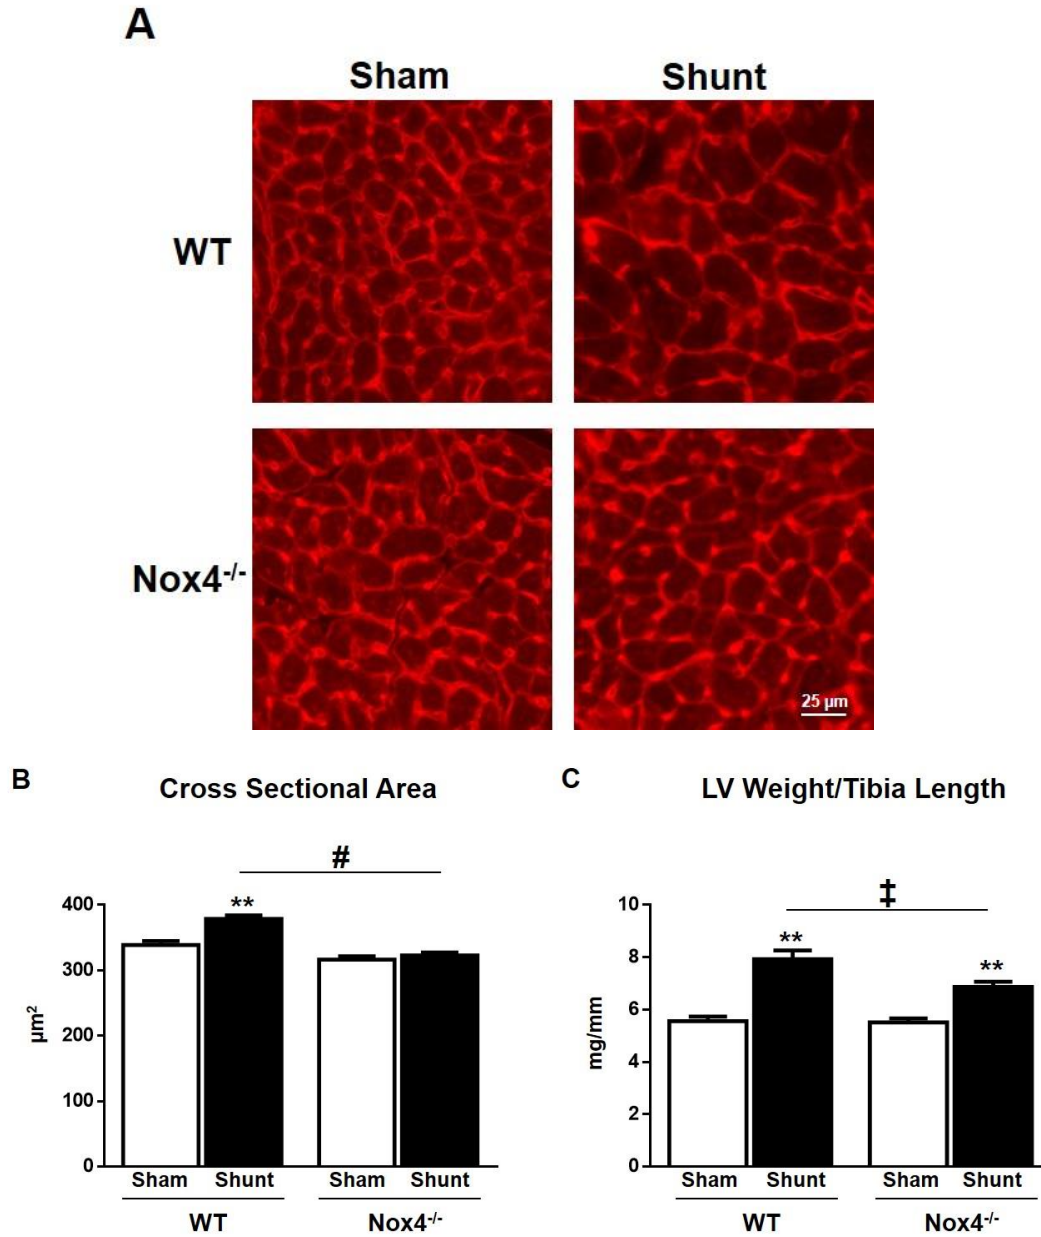 A
Sham Shunt
WT
Nox4-/-
25 µm
B Cross Sectional Area
#
**
400
300
200
100
0
µm²
Sham Shunt Sham Shunt
WT Nox4-/-
C LV Weight/Tibia Length
‡
**
**
10
8
6
4
2
0
mg/mm
Sham Shunt Sham Shunt
WT Nox4-/-